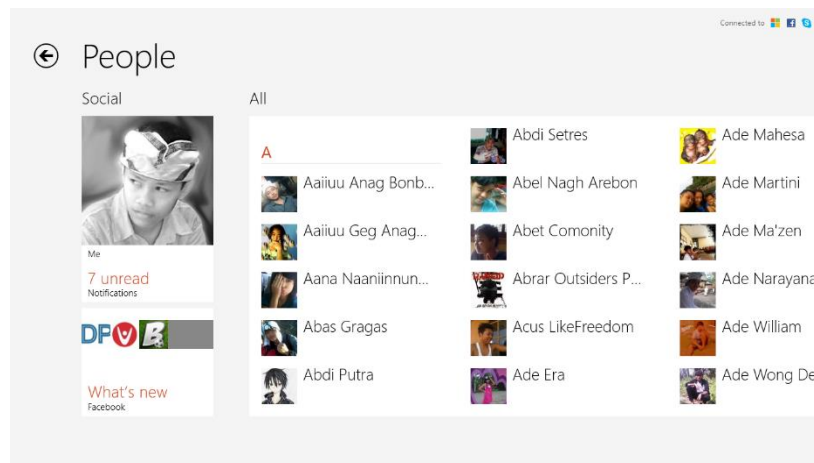 Connected to
People
Social
All
Me
7 unread
Notifications
DP
B
What's new
Facebook
A
Aaiiuu Anag Bonb...
Aaiiuu Geg Anag...
Aana Naaniinnun...
Abas Gragas
Abdi Putra
Abdi Setres
Abel Nagh Arebon
Abet Comonity
Abrar Outsiders P...
Acus LikeFreedom
Ade Era
Ade Mahesa
Ade Martini
Ade Ma'zen
Ade Narayana
Ade William
Ade Wong De